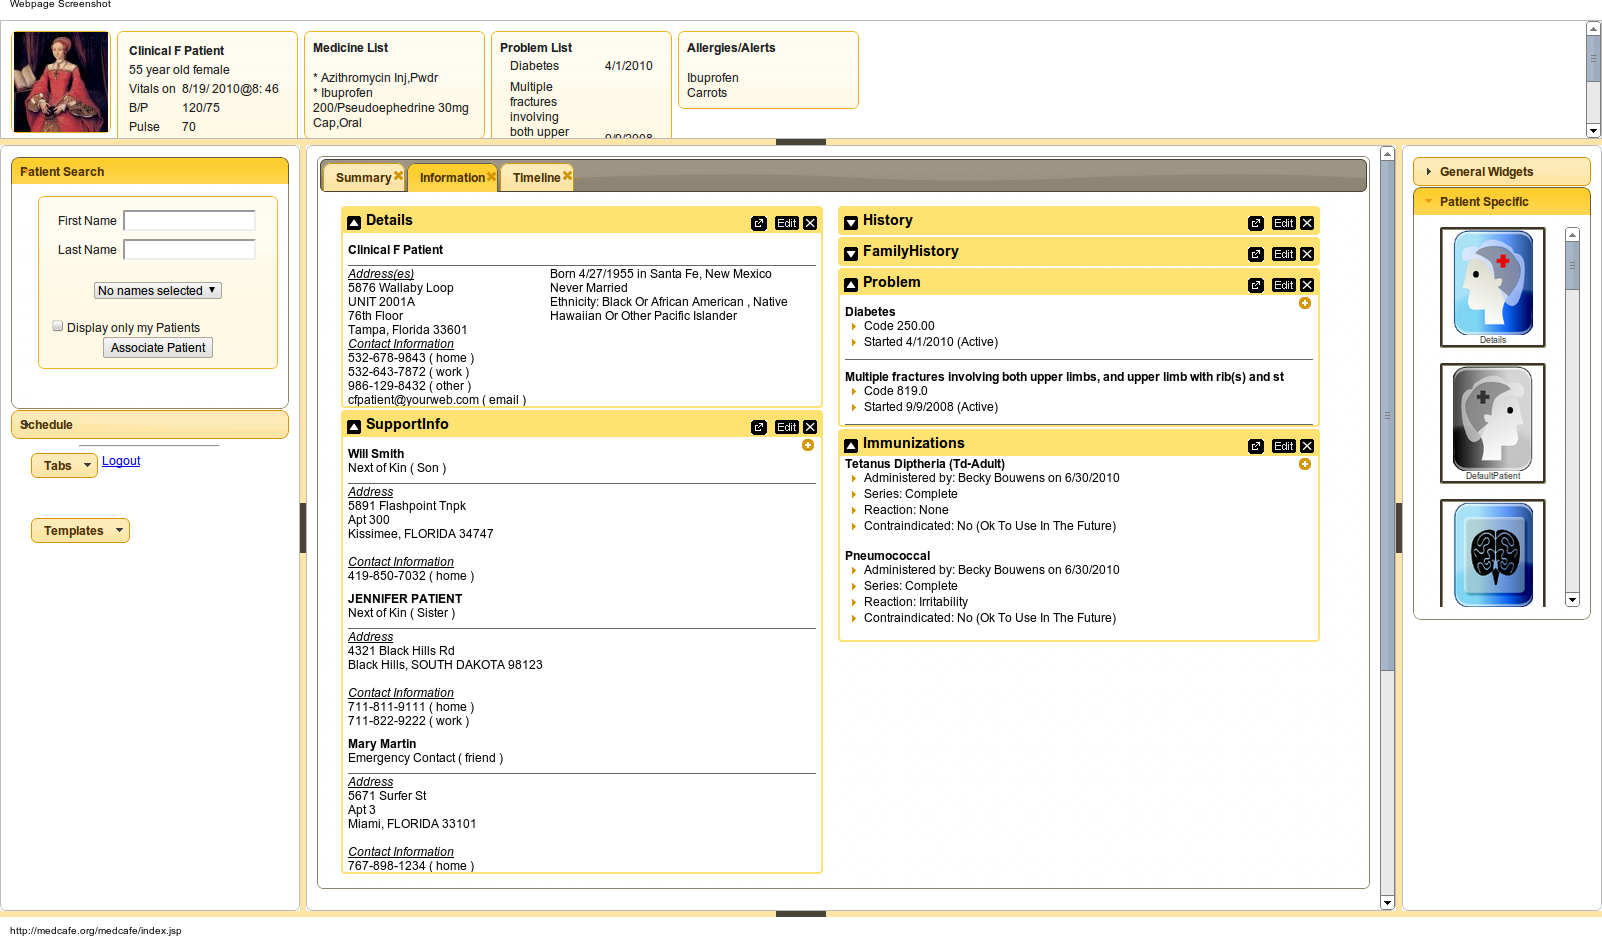 Webpage Screenshot
Clinical F Patient
55 year old female
Vitals on 8/19/ 2010@8: 46
B/P 120/75
Pulse 70
Medicine List
* Azithromycin Inj,Pwdr
* Ibuprofen
200/Pseudoephedrine 30mg
Cap,Oral
Problem List
Diabetes 4/1/2010
Multiple
fractures
involving
both upper 9/9/2008
Allergies/Alerts
Ibuprofen
Carrots
Patient Search
First Name
Last Name
No names selected
Display only my Patients
Associate Patient
Schedule
Tabs
Logout
Templates
Summary
Information
Timeline
Details
Edit
Clinical F Patient
Address(es)
5876 Wallaby Loop
UNIT 2001A
76th Floor
Tampa, Florida 33601
Contact Information
532-678-9843 ( home )
532-643-7872 ( work )
986-129-8432 ( other )
cfpatient@yourweb.com ( email )
Born 4/27/1955 in Santa Fe, New Mexico
Never Married
Ethnicity: Black Or African American , Native
Hawaiian Or Other Pacific Islander
SupportInfo
Edit
Will Smith
Next of Kin ( Son )
Address
5891 Flashpoint Tnpk
Apt 300
Kissimee, FLORIDA 34747
Contact Information
419-850-7032 ( home )
JENNIFER PATIENT
Next of Kin ( Sister )
Address
4321 Black Hills Rd
Black Hills, SOUTH DAKOTA 98123
Contact Information
711-811-9111 ( home )
711-822-9222 ( work )
Mary Martin
Emergency Contact ( friend )
Address
5671 Surfer St
Apt 3
Miami, FLORIDA 33101
Contact Information
767-898-1234 ( home )
History
Edit
FamilyHistory
Edit
Problem
Edit
Diabetes
Code 250.00
Started 4/1/2010 (Active)
Multiple fractures involving both upper limbs, and upper limb with rib(s) and st
Code 819.0
Started 9/9/2008 (Active)
Immunizations
Edit
Tetanus Diptheria (Td-Adult)
Administered by: Becky Bouwens on 6/30/2010
Series: Complete
Reaction: None
Contraindicated: No (Ok To Use In The Future)
Pneumococcal
Administered by: Becky Bouwens on 6/30/2010
Series: Complete
Reaction: Irritability
Contraindicated: No (Ok To Use In The Future)
General Widgets
Patient Specific
Details
DefaultPatient
http://medcafe.org/medcafe/index.jsp